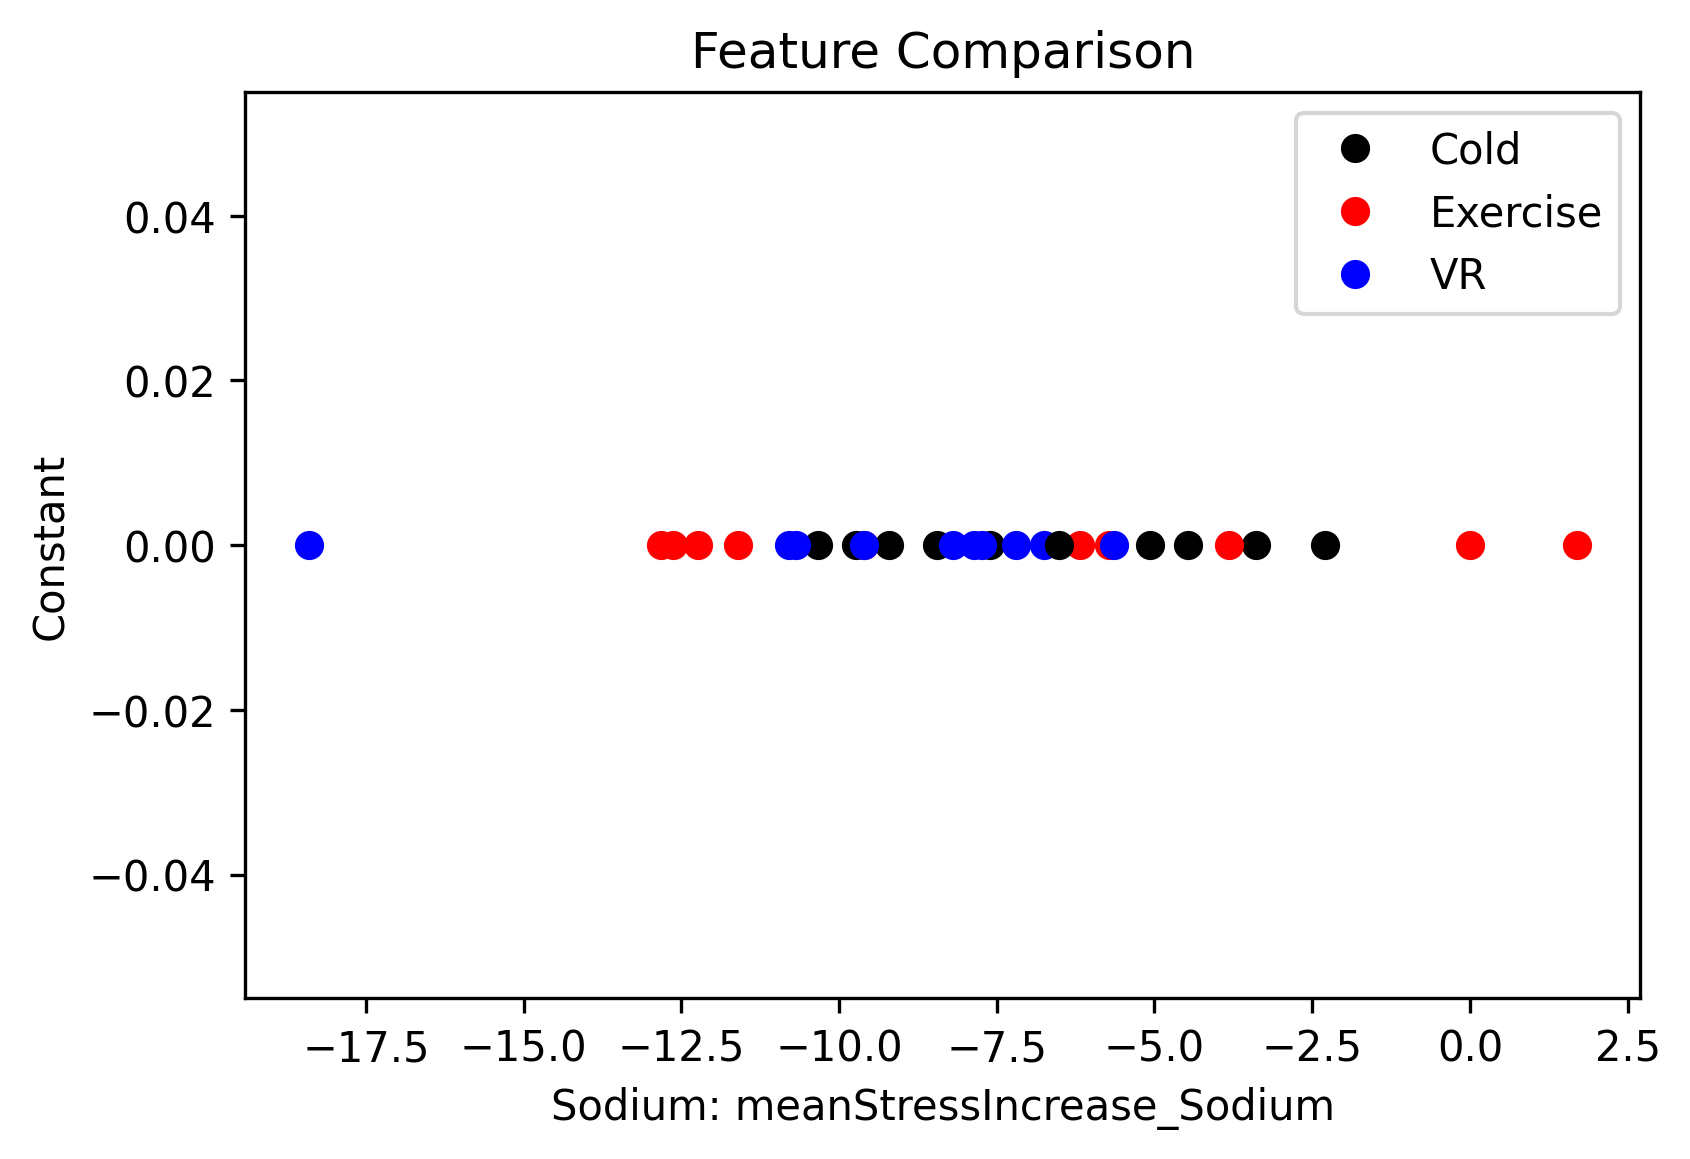 Feature Comparison
Cold
Exercise
VR
Constant
0.04
0.02
0.00
−0.02
−0.04
−17.5 −15.0 −12.5 −10.0 −7.5 −5.0 −2.5 0.0 2.5
Sodium: meanStressIncrease_Sodium